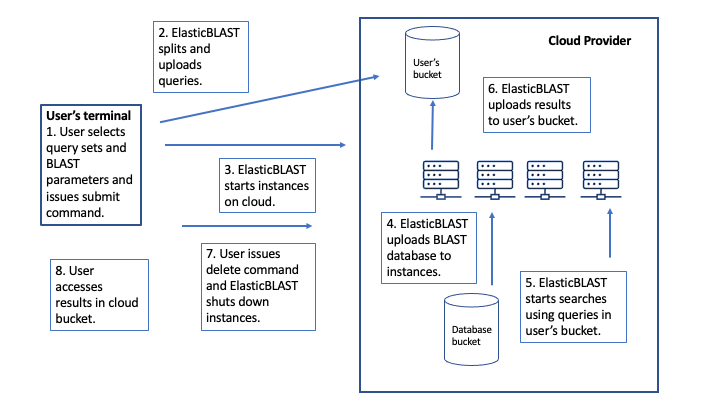 2. ElasticBLAST
splits and
uploads
queries.
Cloud Provider
User's
bucket
6. ElasticBLAST
uploads results
to user's bucket.
User's terminal
1. User selects
query sets and
BLAST
parameters and
issues submit
command.
3. ElasticBLAST
starts instances
on cloud.
4. ElasticBLAST
uploads BLAST
database to
instances.
7. User issues
delete command
and ElasticBLAST
shuts down
instances.
8. User
accesses
results in cloud
bucket.
5. ElasticBLAST
starts searches
using queries in
user's bucket.
Database
bucket